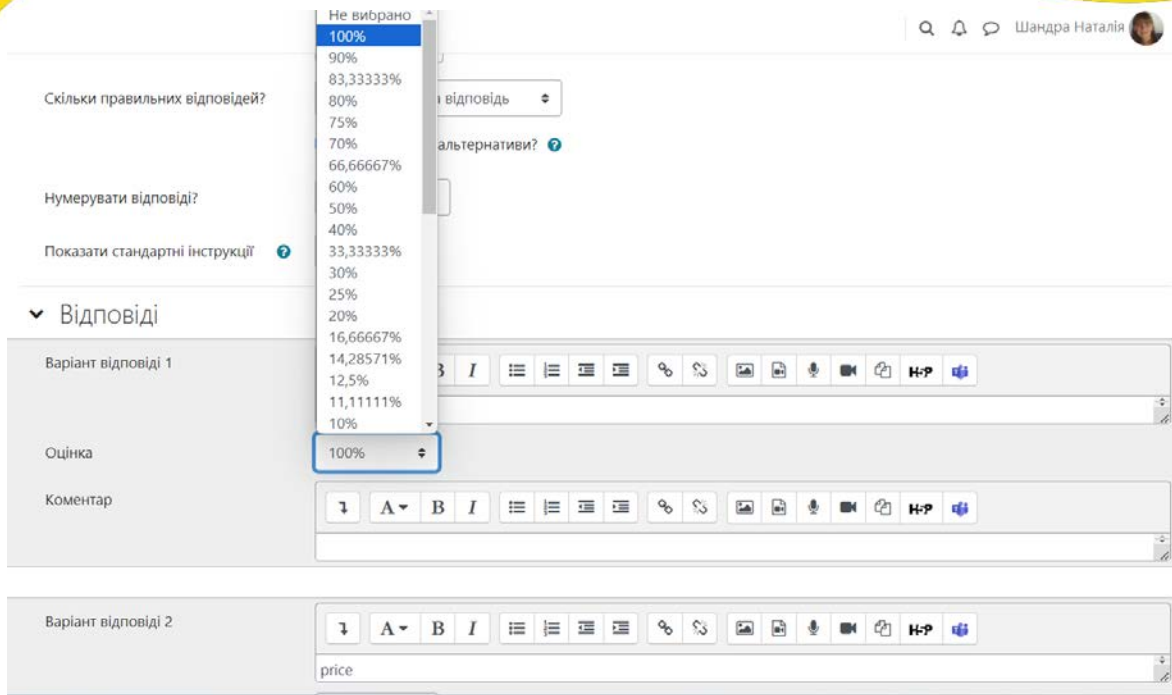 Не вибрано
100%
Шандра Наталія
90%
83,33333%
Скільки правильних відповідей?
80%
відповідь
75%
70%
альтернативи?
66,66667%
60%
Нумерувати відповіді?
50%
40%
Показати стандартні інструкції
33,33333%
30%
25%
20%
Відповіді
16,66667%
Варіант відповіді 1
14,28571%
12,5%
I
H-P
11,11111%
10%
Оцінка
100%
Коментар
A B I
H-P
Варіант відповіді 2
A B I
H-P
price